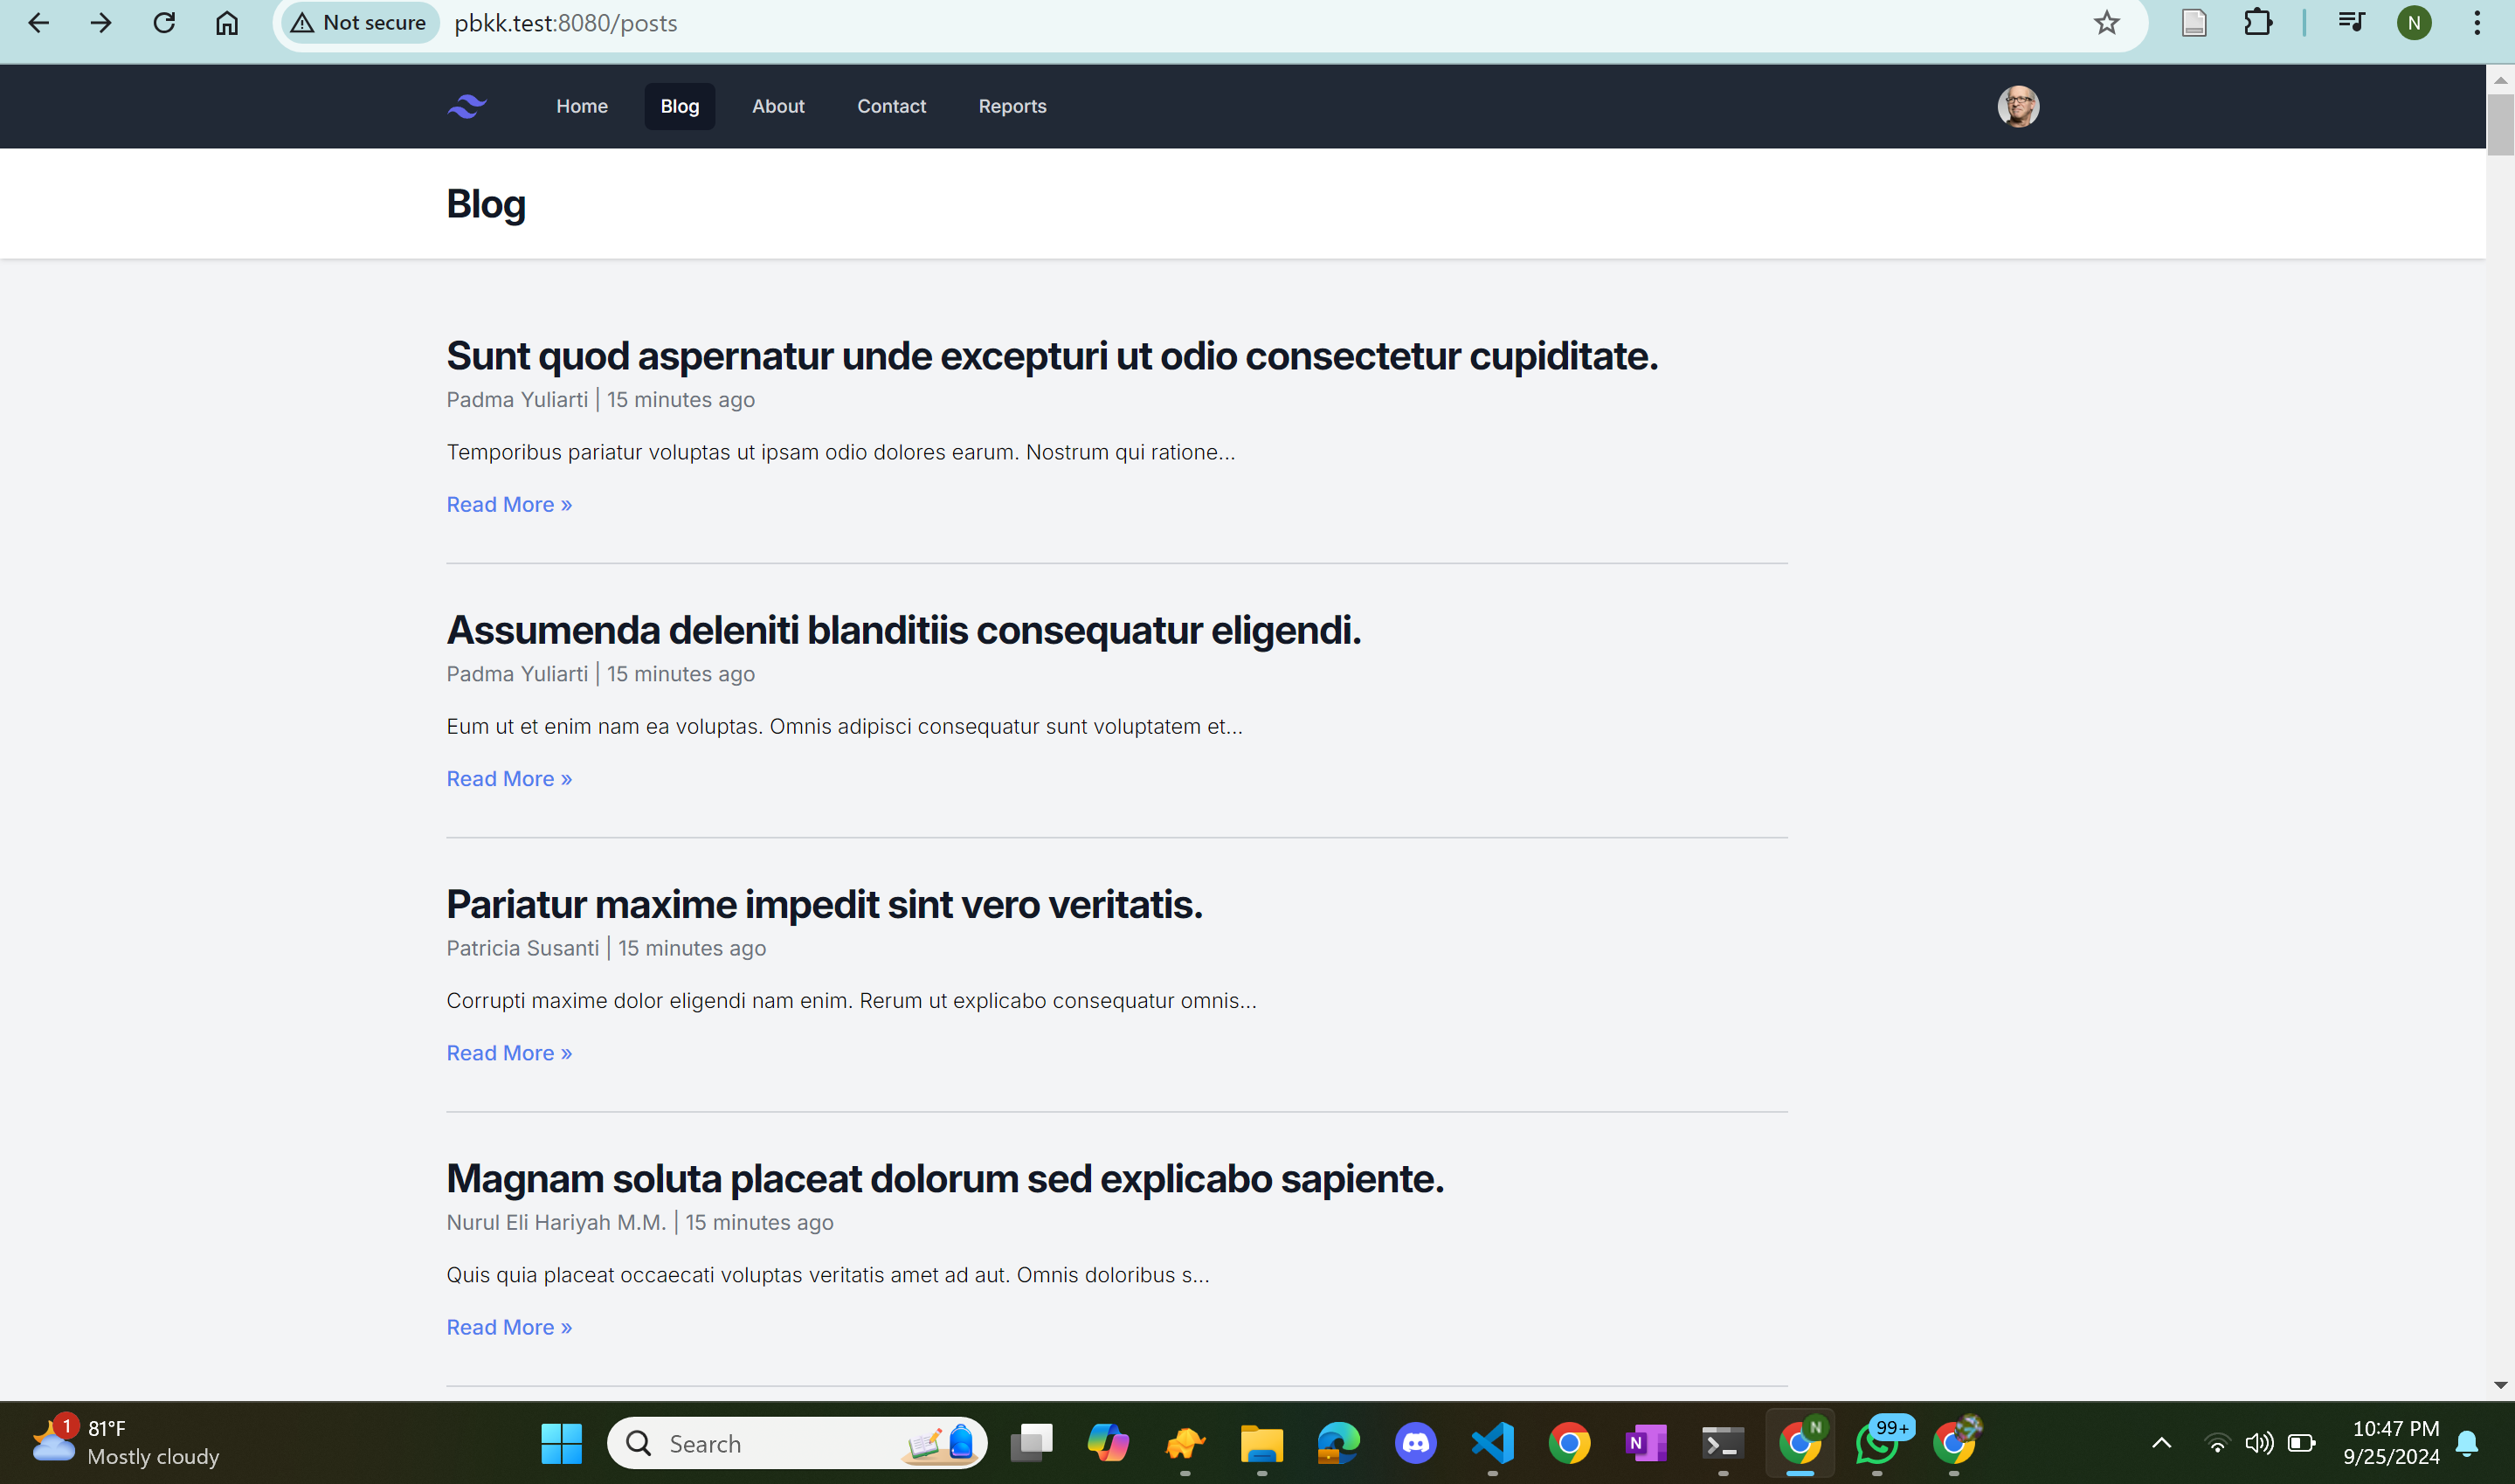 Not secure pbkk.test:8080/posts N
Home Blog About Contact Reports
Blog
Sunt quod aspernatur unde excepturi ut odio consectetur cupiditate.
Padma Yuliarti | 15 minutes ago
Temporibus pariatur voluptas ut ipsam odio dolores earum. Nostrum qui ratione...
Read More »
Assumenda deleniti blanditiis consequatur eligendi.
Padma Yuliarti | 15 minutes ago
Eum ut et enim nam ea voluptas. Omnis adipisci consequatur sunt voluptatem et...
Read More »
Pariatur maxime impedit sint vero veritatis.
Patricia Susanti | 15 minutes ago
Corrupti maxime dolor eligendi nam enim. Rerum ut explicabo consequatur omnis...
Read More »
Magnam soluta placeat dolorum sed explicabo sapiente.
Nurul Eli Hariyah M.M. | 15 minutes ago
Quis quia placeat occaecati voluptas veritatis amet ad aut. Omnis doloribus s...
Read More »
1 81°F
Mostly cloudy
Search
N
N
99+
10:47 PM
9/25/2024